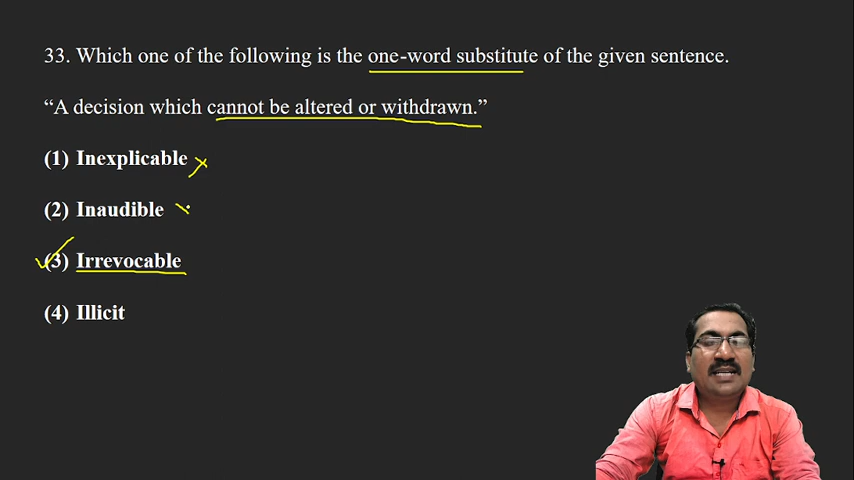 33. Which one of the following is the one-word substitute of the given sentence.
“A decision which cannot be altered or withdrawn.”
(1) Inexplicable
(2) Inaudible
(3) Irrevocable
(4) Illicit